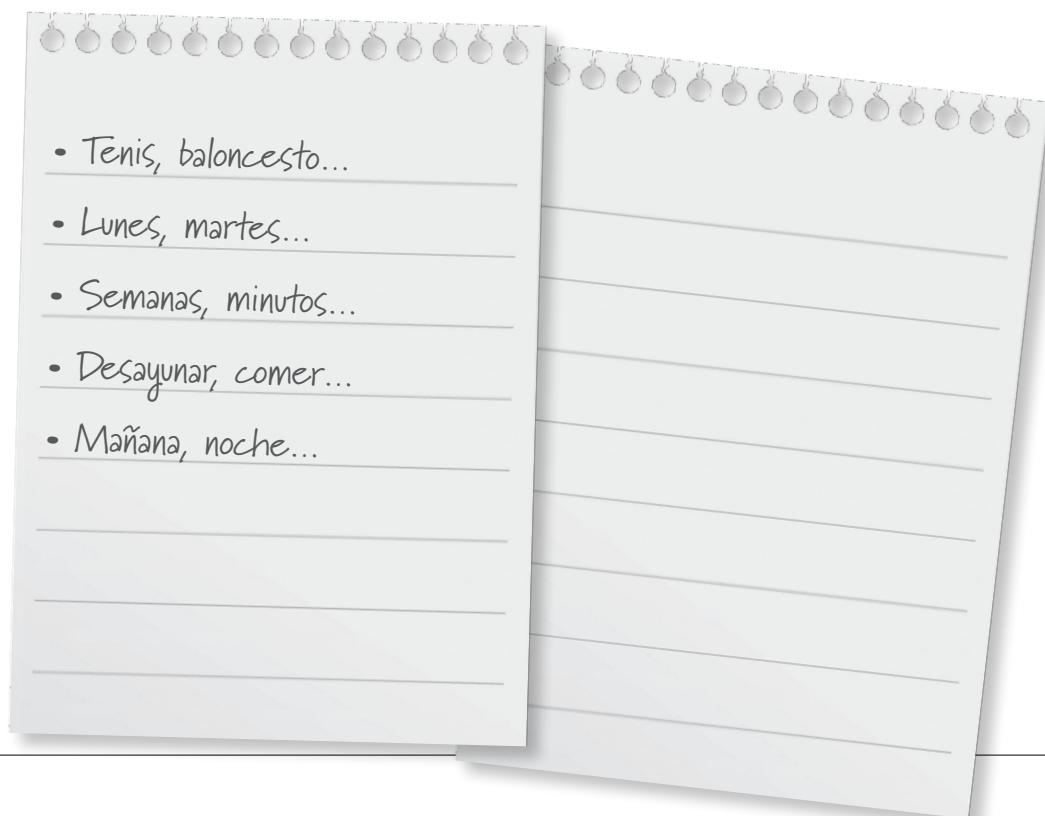 • Tenis, baloncesto...
• Lunes, martes...
• Semanas, minutos...
• Desayunar, comer...
• Mañana, noche...